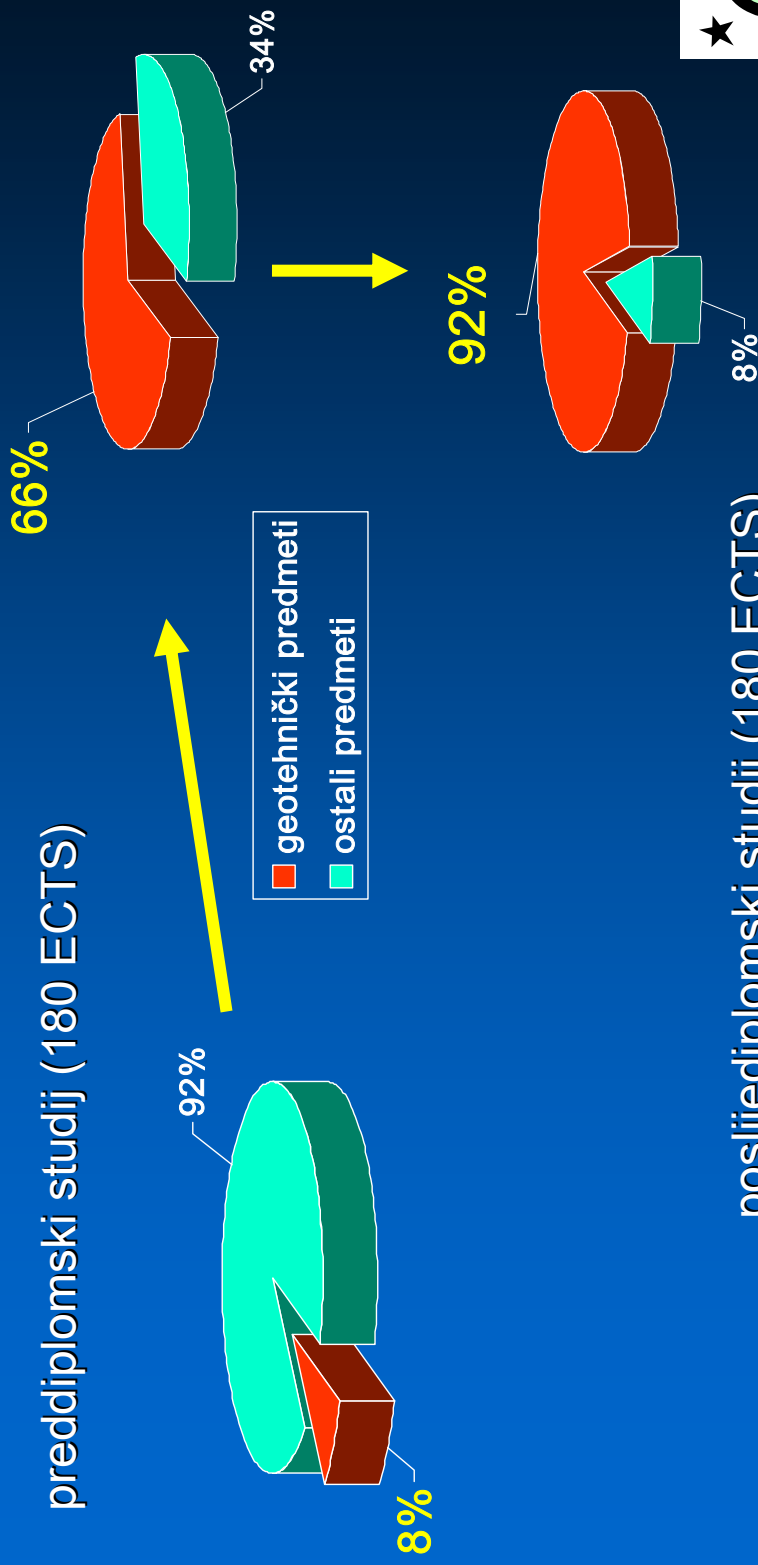 preddiplomski studij (180 ECTS)
92%
8%
66%
34%
geotehnički predmeti
ostali predmeti
92%
8%
poslijediplomski studij (180 ECTS)